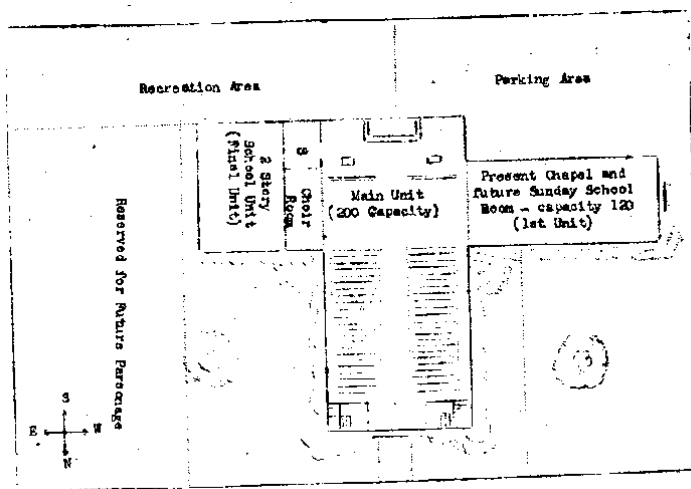 Recreation Area
Parking Area
2 Story
School Unit
(Final Unit)
S
Choir
Room
Main Unit
(200 Capacity)
Present Chapel and
future Sunday School
Room - capacity 120
(1st Unit)
Reserved for Future Parsonage
S
E
W
N